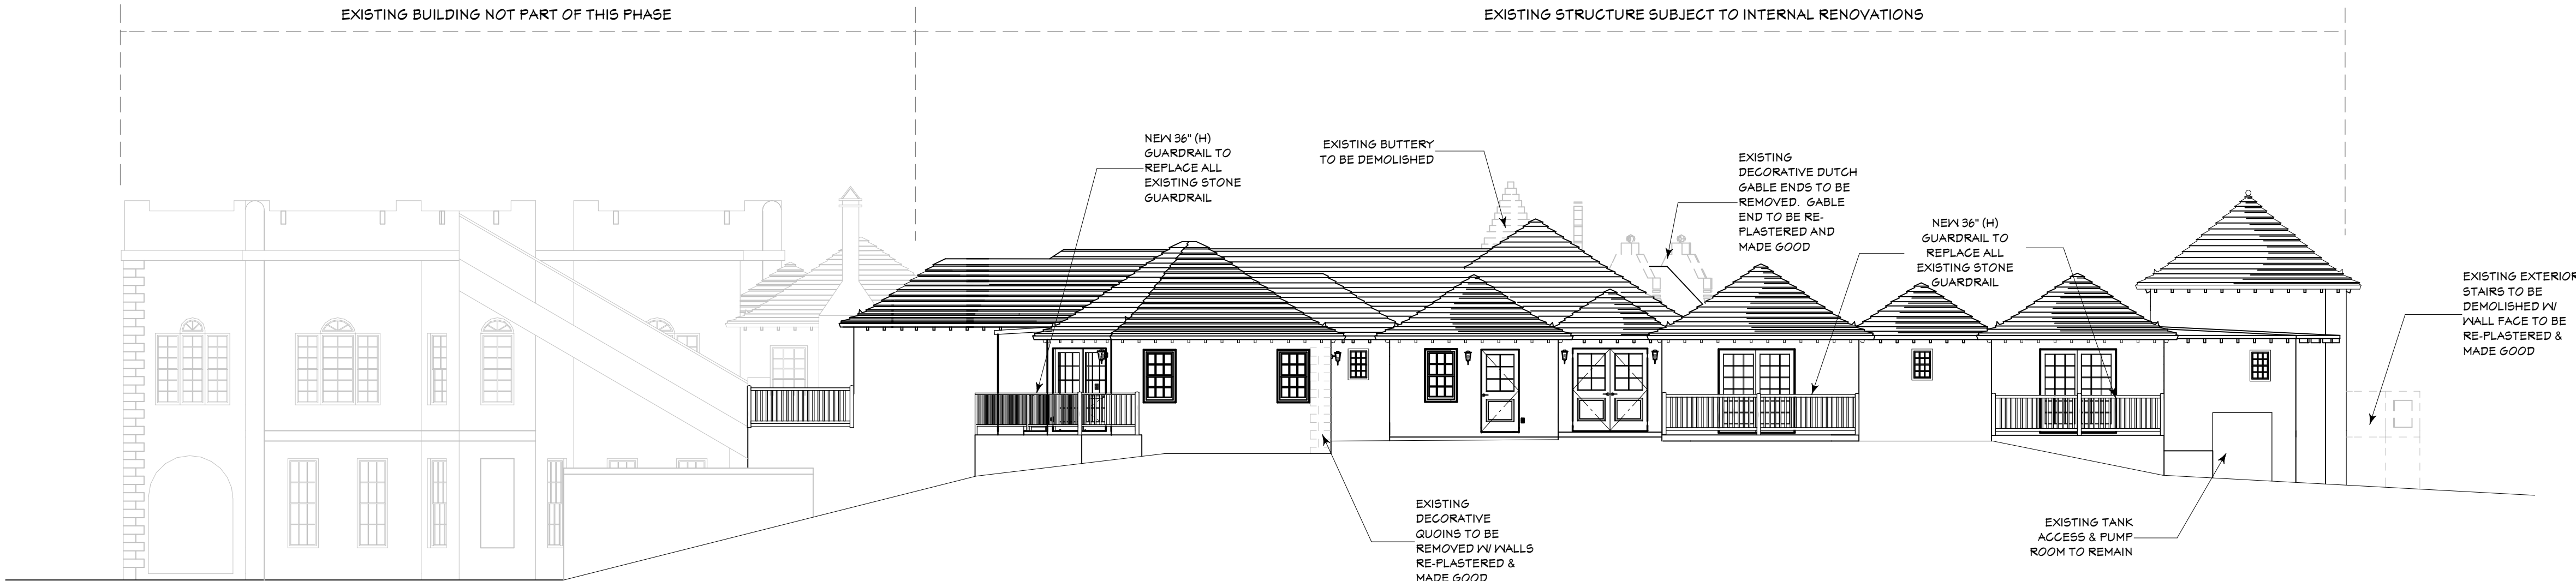 EXISTING BUILDING NOT PART OF THIS PHASE
EXISTING STRUCTURE SUBJECT TO INTERNAL RENOVATIONS
NEW 36" (H)
GUARDRAIL TO
REPLACE ALL
EXISTING STONE
GUARDRAIL
EXISTING BUTTERY
TO BE DEMOLISHED
EXISTING
DECORATIVE DUTCH
GABLE ENDS TO BE
REMOVED. GABLE
END TO BE RE-
PLASTERED AND
MADE GOOD
NEW 36" (H)
GUARDRAIL TO
REPLACE ALL
EXISTING STONE
GUARDRAIL
EXISTING EXTERIOR
STAIRS TO BE
DEMOLISHED W/
WALL FACE TO BE
RE-PLASTERED &
MADE GOOD
EXISTING
DECORATIVE
QUOINS TO BE
REMOVED W/ WALLS
RE-PLASTERED &
MADE GOOD
EXISTING TANK
ACCESS & PUMP
ROOM TO REMAIN